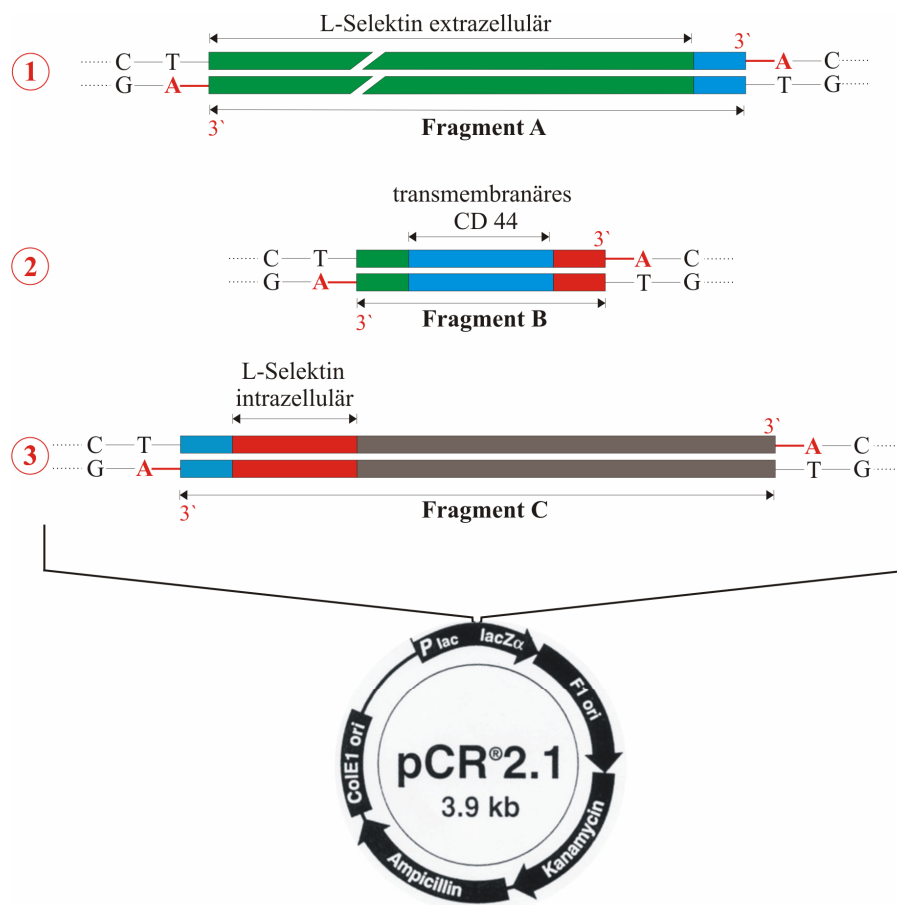 L-Selektin extrazellulär
3`
1
C T A C
G A T G
3`
Fragment A
transmembranäres
CD 44
3`
2
C T A C
G A T G
3`
Fragment B
L-Selektin
intrazellulär
3`
3
C T A C
G A T G
3`
Fragment C
P lac lacZα
F1 ori
ColE1 ori
pCR®2.1
3.9 kb
Kanamycin
Ampicillin